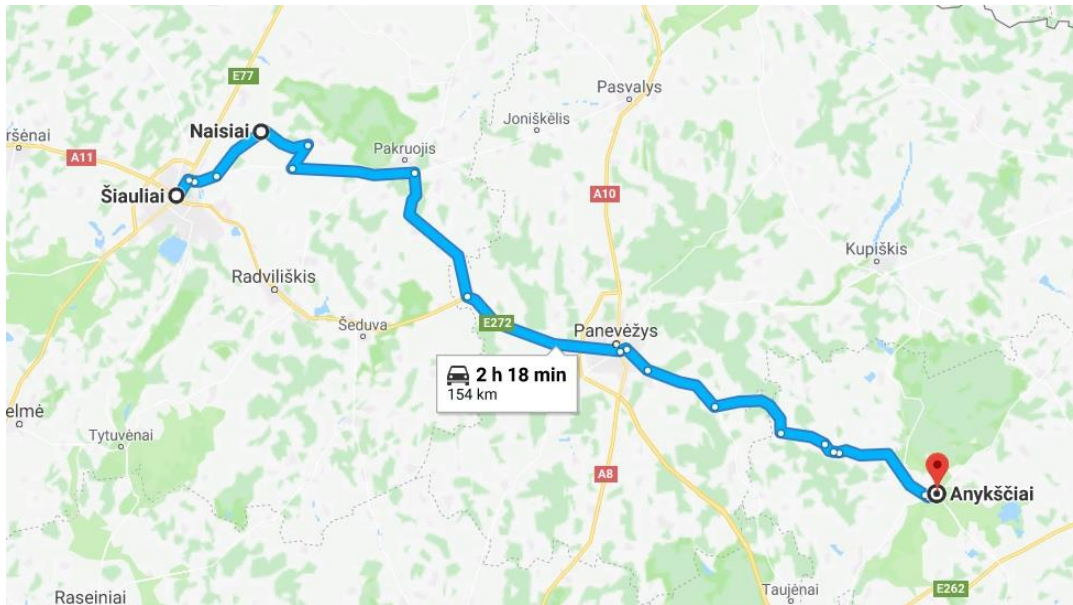 E77
Pasvalys
Naisiai
Joniškėlis
ršėnai
A11
Pakruojis
Šiauliai
A10
Kupiškis
Radviliškis
Šeduva
E272
Panevėžys
2 h 18 min
154 km
elmė
Tytuvėnai
A8
Anykščiai
Taujėnai
E262
Raseiniai